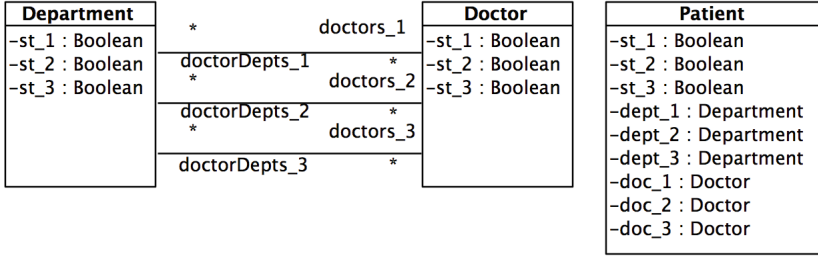 Department
-st_1 : Boolean
-st_2 : Boolean
-st_3 : Boolean
* doctors_1
doctorDepts_1 *
* doctors_2
doctorDepts_2 *
* doctors_3
doctorDepts_3 *
Doctor
-st_1 : Boolean
-st_2 : Boolean
-st_3 : Boolean
Patient
-st_1 : Boolean
-st_2 : Boolean
-st_3 : Boolean
-dept_1 : Department
-dept_2 : Department
-dept_3 : Department
-doc_1 : Doctor
-doc_2 : Doctor
-doc_3 : Doctor